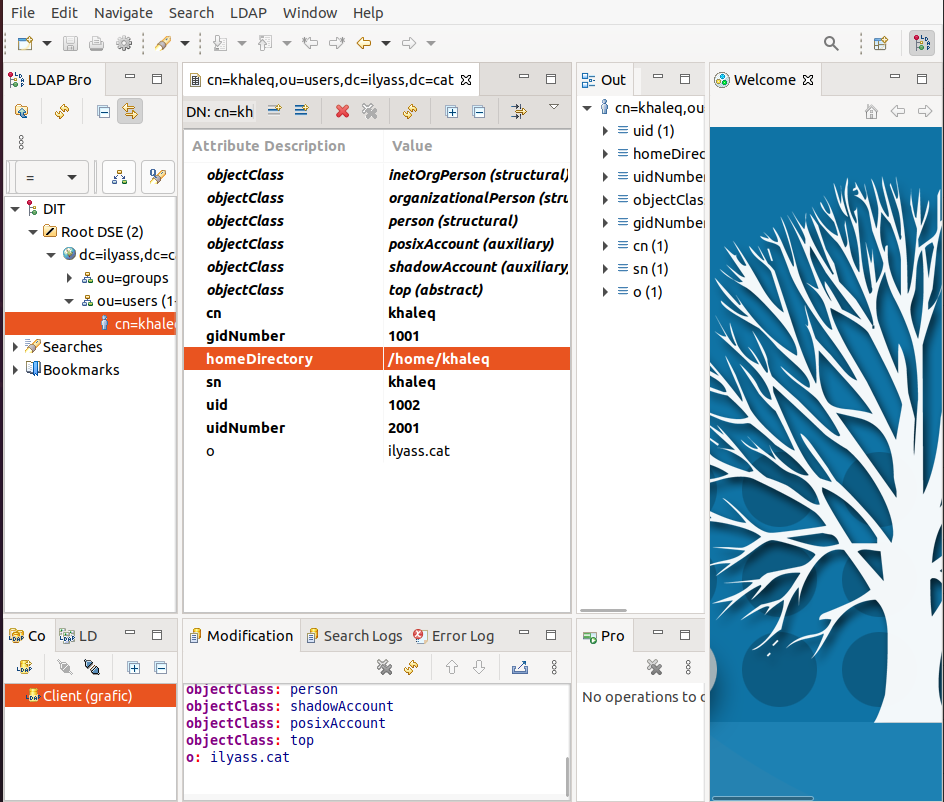 File Edit Navigate Search LDAP Window Help
LDAP Bro
cn=khaleq,ou=users,dc=ilyass,dc=cat
Out
Welcome
DN: cn=kh
=
DIT
Root DSE (2)
dc=ilyass,dc=c
ou=groups
ou=users (1
cn=khale
Searches
Bookmarks
Attribute Description Value
objectClass inetOrgPerson (structural)
objectClass organizationalPerson (stru
objectClass person (structural)
objectClass posixAccount (auxiliary)
objectClass shadowAccount (auxiliary
objectClass top (abstract)
cn khaleq
gidNumber 1001
homeDirectory /home/khaleq
sn khaleq
uid 1002
uidNumber 2001
o ilyass.cat
cn=khaleq,ou
uid (1)
homeDirec
uidNumbe
objectClas
gidNumbe
cn (1)
sn (1)
o (1)
Co LD
Client (grafic)
Modification Search Logs Error Log
objectClass: person
objectClass: shadowAccount
objectClass: posixAccount
objectClass: top
o: ilyass.cat
Pro
No operations to